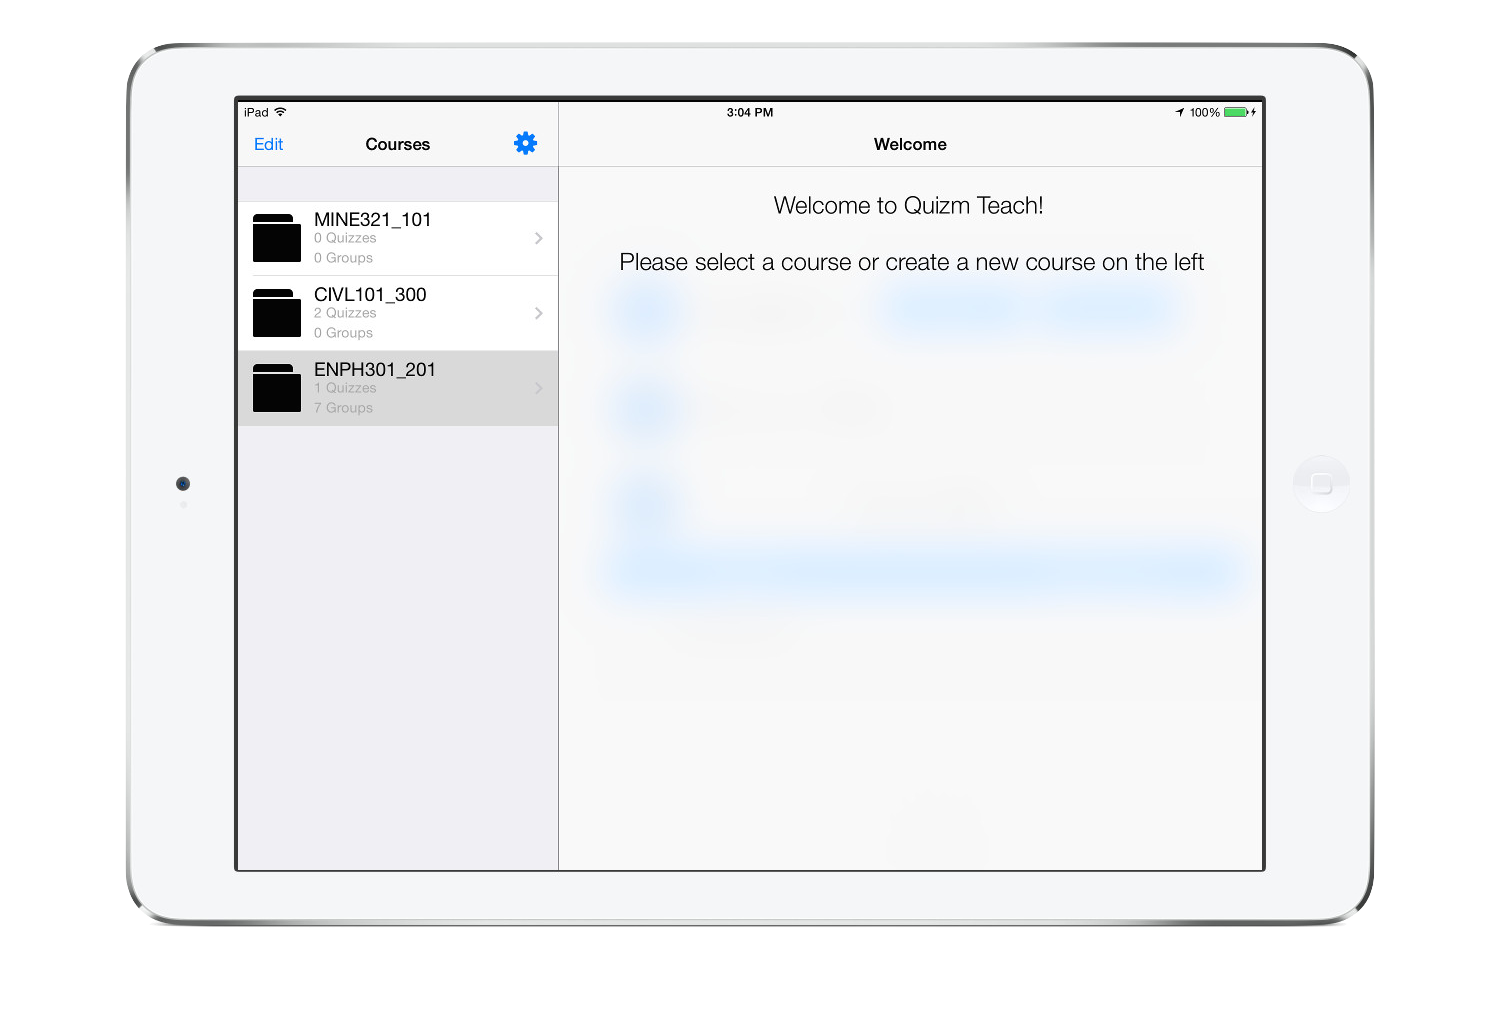 iPad
3:04 PM
100%
Edit
Courses
Welcome
MINE321_101
0 Quizzes
0 Groups
CIVL101_300
2 Quizzes
0 Groups
ENPH301_201
1 Quizzes
7 Groups
Welcome to Quizm Teach!
Please select a course or create a new course on the left